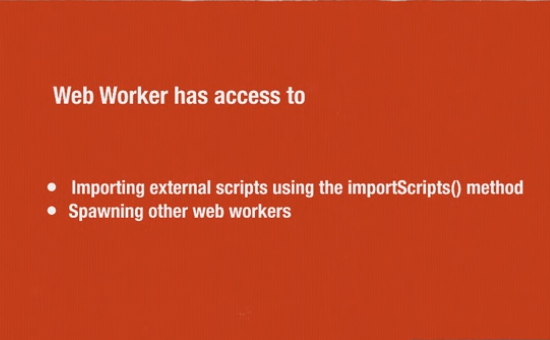 Web Worker has access to
• Importing external scripts using the importScripts() method
• Spawning other web workers